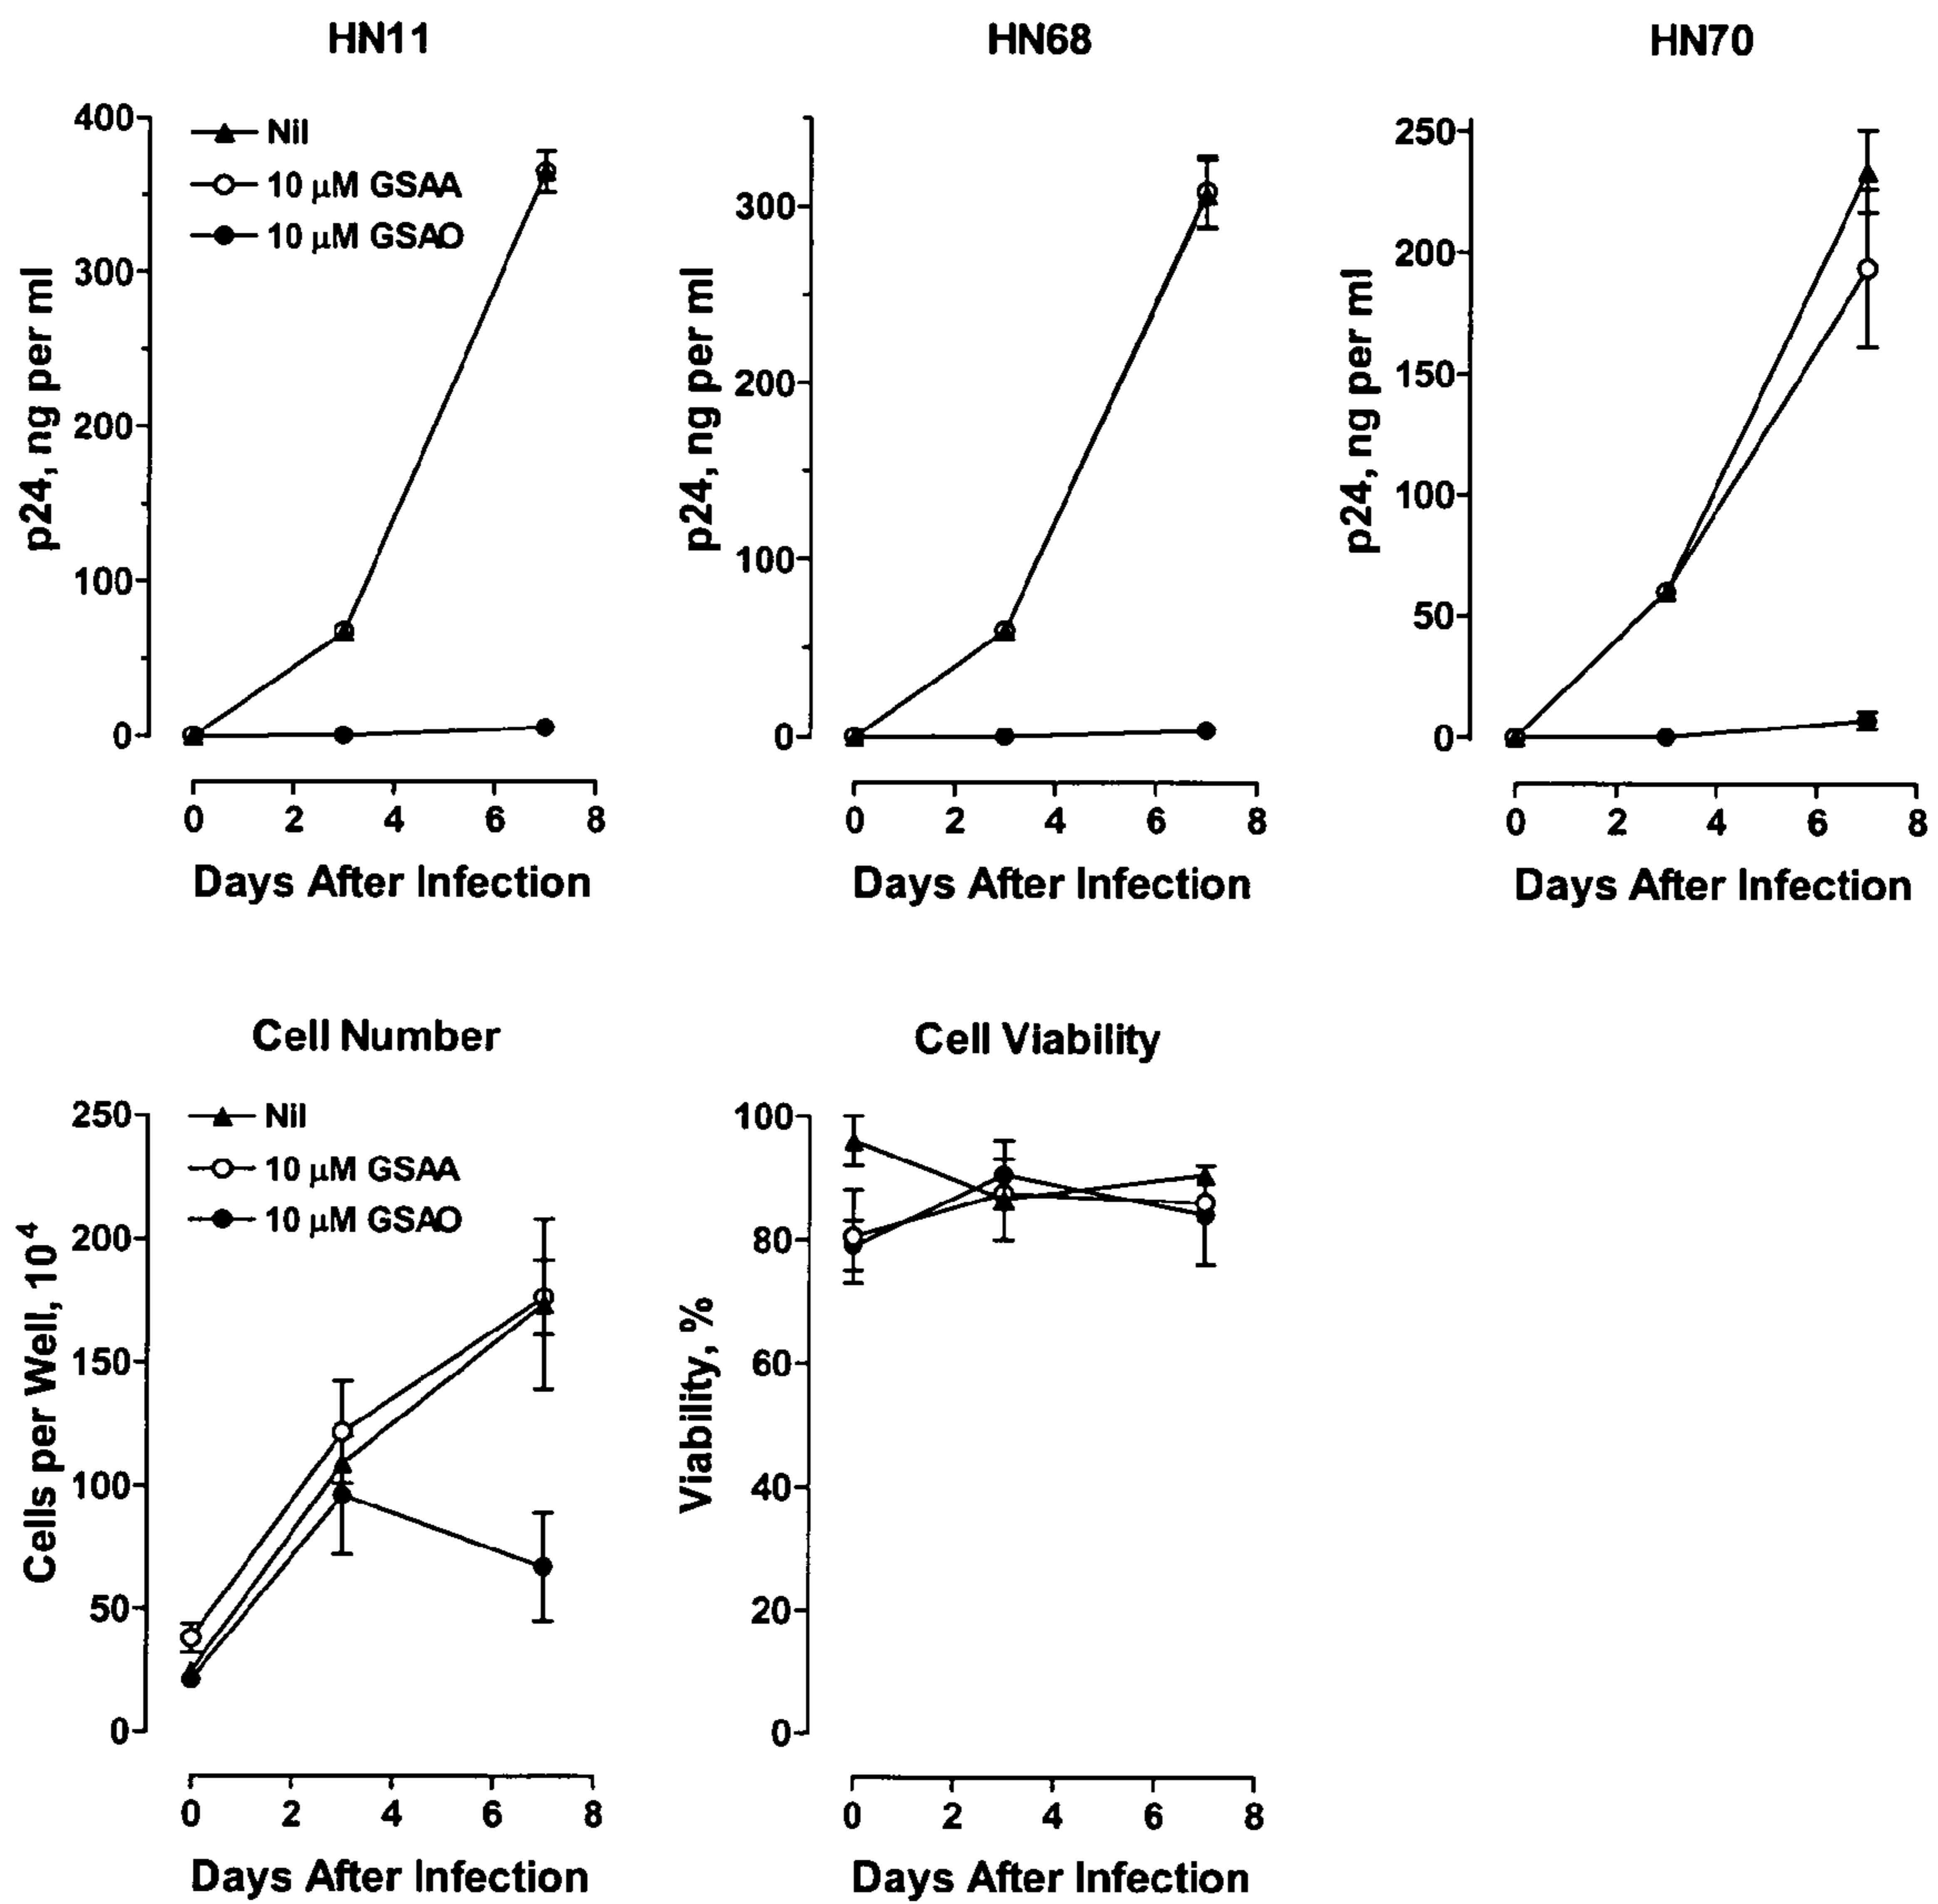 HN11
HN68
HN70
400
300
200
100
0
p24, ng per ml
Nil
10 μM GSAA
10 μM GSAO
0 2 4 6 8
Days After Infection
300
200
100
0
p24, ng per ml
0 2 4 6 8
Days After Infection
250
200
150
100
50
0
p24, ng per ml
0 2 4 6 8
Days After Infection
Cell Number
250
200
150
100
50
0
Cells per Well, 10⁴
Nil
10 μM GSAA
10 μM GSAO
0 2 4 6 8
Days After Infection
Cell Viability
100
80
60
40
20
0
Viability, %
0 2 4 6 8
Days After Infection